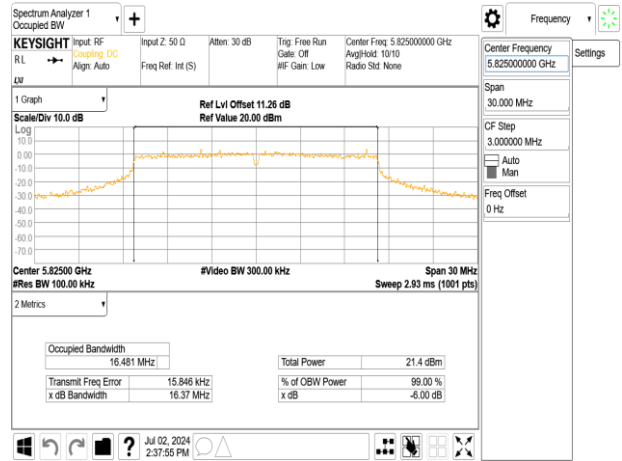 Spectrum Analyzer 1
Occupied BW
KEYSIGHT Input: RF Input Z: 50 Ω Atten: 30 dB Trig: Free Run Center Freq: 5.825000000 GHz
RL Coupling: DC Gate: Off Avg|Hold: 10/10
Align: Auto Freq Ref: Int (S) #IF Gain: Low Radio Std: None
LXI
1 Graph
Ref Lvl Offset 11.26 dB
Scale/Div 10.0 dB Ref Value 20.00 dBm
Log
10.0
0.00
-10.0
-20.0
-30.0
-40.0
-50.0
-60.0
-70.0
Center 5.82500 GHz #Video BW 300.00 kHz Span 30 MHz
#Res BW 100.00 kHz Sweep 2.93 ms (1001 pts)
2 Metrics
Occupied Bandwidth
16.481 MHz Total Power 21.4 dBm
Transmit Freq Error 15.846 kHz % of OBW Power 99.00 %
x dB Bandwidth 16.37 MHz x dB -6.00 dB
Jul 02, 2024
2:37:55 PM
Frequency
Settings
Center Frequency
5.825000000 GHz
Span
30.000 MHz
CF Step
3.000000 MHz
Auto
Man
Freq Offset
0 Hz